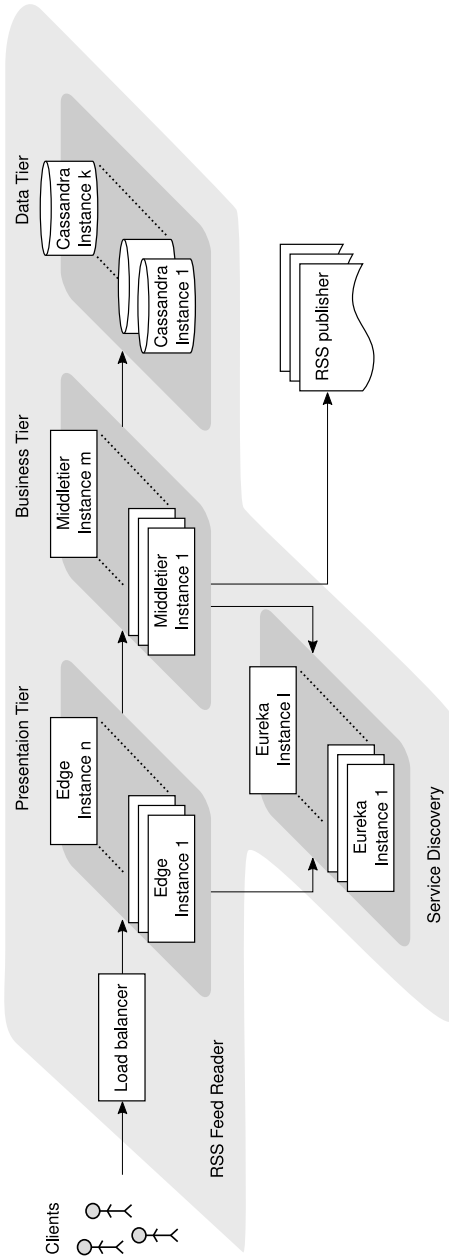 Clients
Load balancer
RSS Feed Reader
Presentaion Tier
Edge
Instance n
Edge
Instance 1
Business Tier
Middletier
Instance m
Middletier
Instance 1
Data Tier
Cassandra
Instance k
Cassandra
Instance 1
Eureka
Instance l
Eureka
Instance 1
Service Discovery
RSS publisher